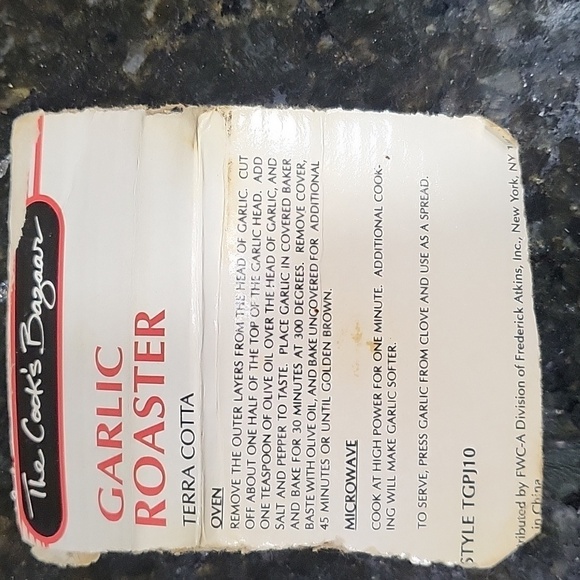 The Cook's Bazaar
GARLIC
ROASTER
TERRA COTTA
OVEN
REMOVE THE OUTER LAYERS FROM THE HEAD OF GARLIC. CUT
OFF ABOUT ONE HALF OF THE TOP OF THE GARLIC HEAD. ADD
ONE TEASPOON OF OLIVE OIL OVER THE HEAD OF GARLIC, AND
SALT AND PEPPER TO TASTE. PLACE GARLIC IN COVERED BAKER
AND BAKE FOR 30 MINUTES AT 300 DEGREES. REMOVE COVER,
BASTE WITH OLIVE OIL, AND BAKE UNCOVERED FOR ADDITIONAL
45 MINUTES OR UNTIL GOLDEN BROWN.
MICROWAVE
COOK AT HIGH POWER FOR ONE MINUTE. ADDITIONAL COOK-
ING WILL MAKE GARLIC SOFTER.
TO SERVE, PRESS GARLIC FROM CLOVE AND USE AS A SPREAD.
STYLE TGPJ10
ributed by FWC-A Division of Frederick Atkins, Inc., New York, NY
in China